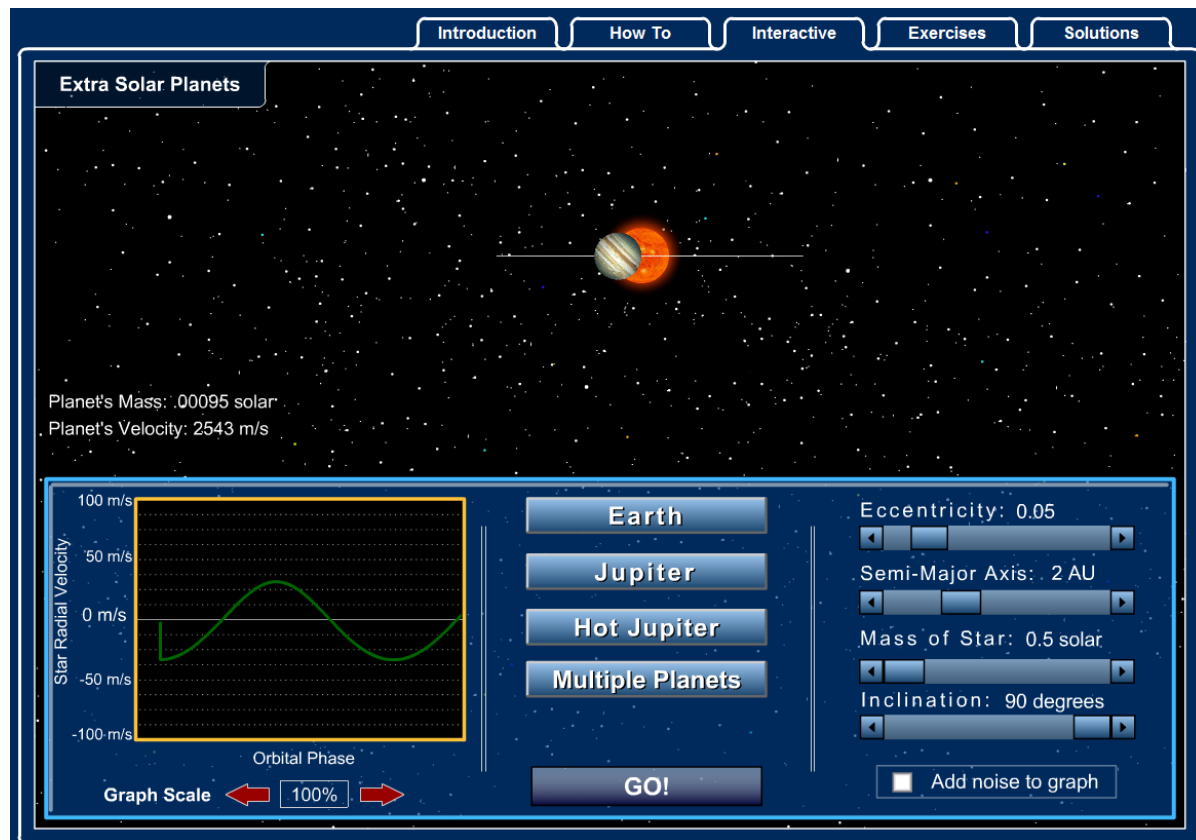 Introduction
How To
Interactive
Exercises
Solutions
Extra Solar Planets
Planet's Mass: .00095 solar
Planet's Velocity: 2543 m/s
Star Radial Velocity
100 m/s
50 m/s
0 m/s
-50 m/s
-100 m/s
Orbital Phase
Graph Scale
100%
Earth
Jupiter
Hot Jupiter
Multiple Planets
GO!
Eccentricity: 0.05
Semi-Major Axis: 2 AU
Mass of Star: 0.5 solar
Inclination: 90 degrees
Add noise to graph